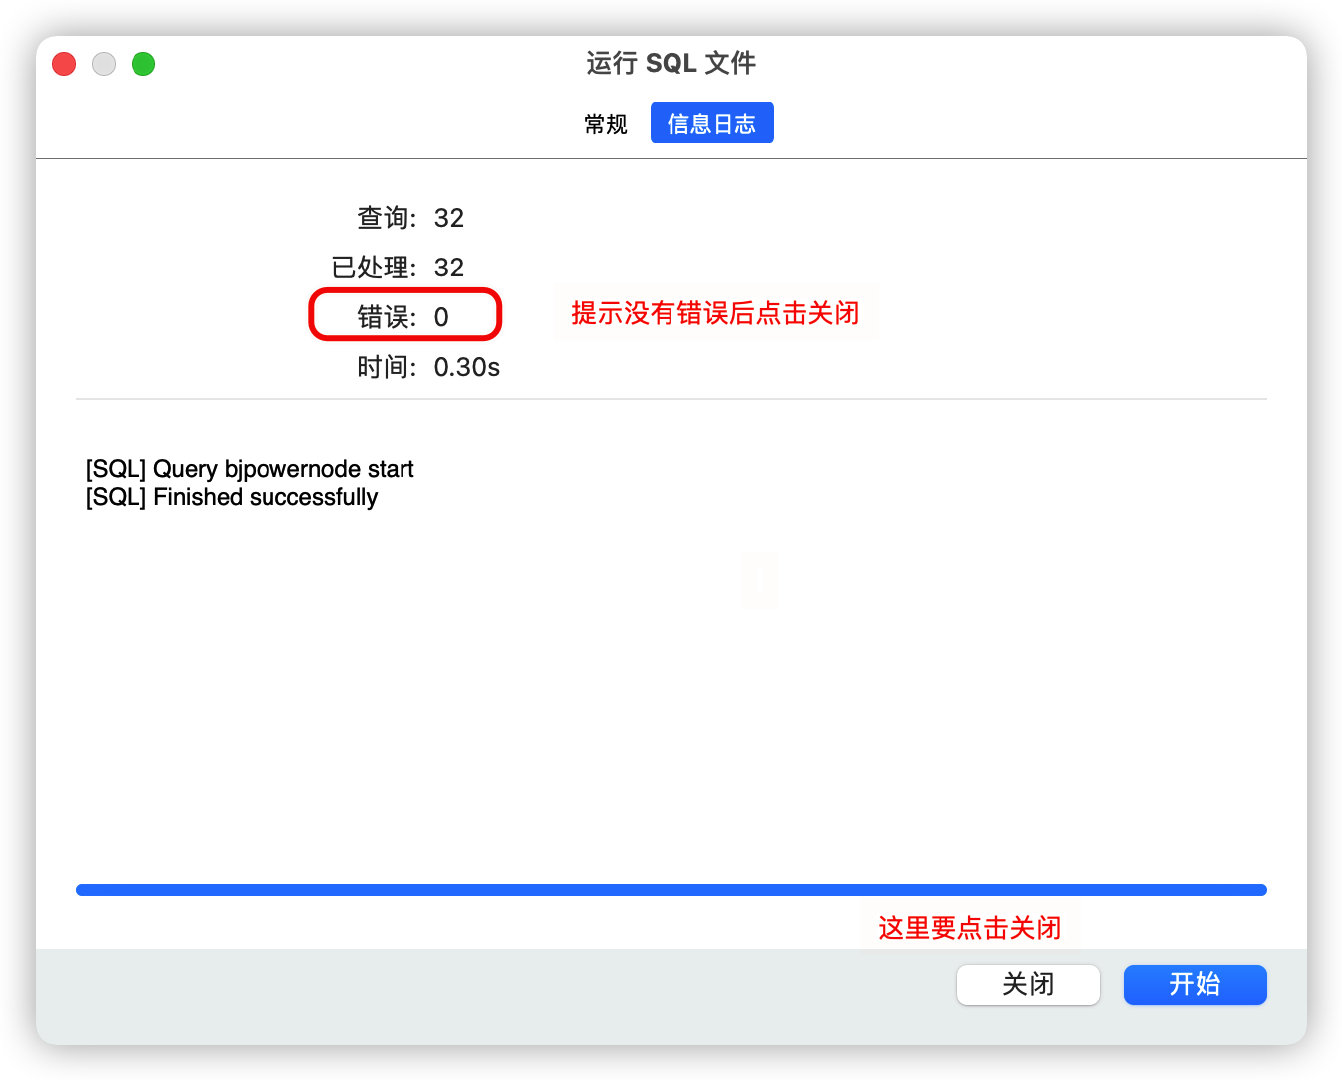 运行 SQL 文件
常规 信息日志
查询: 32
已处理: 32
错误: 0 提示没有错误后点击关闭
时间: 0.30s
[SQL] Query bjpowernode start
[SQL] Finished successfully
这里要点击关闭
关闭 开始